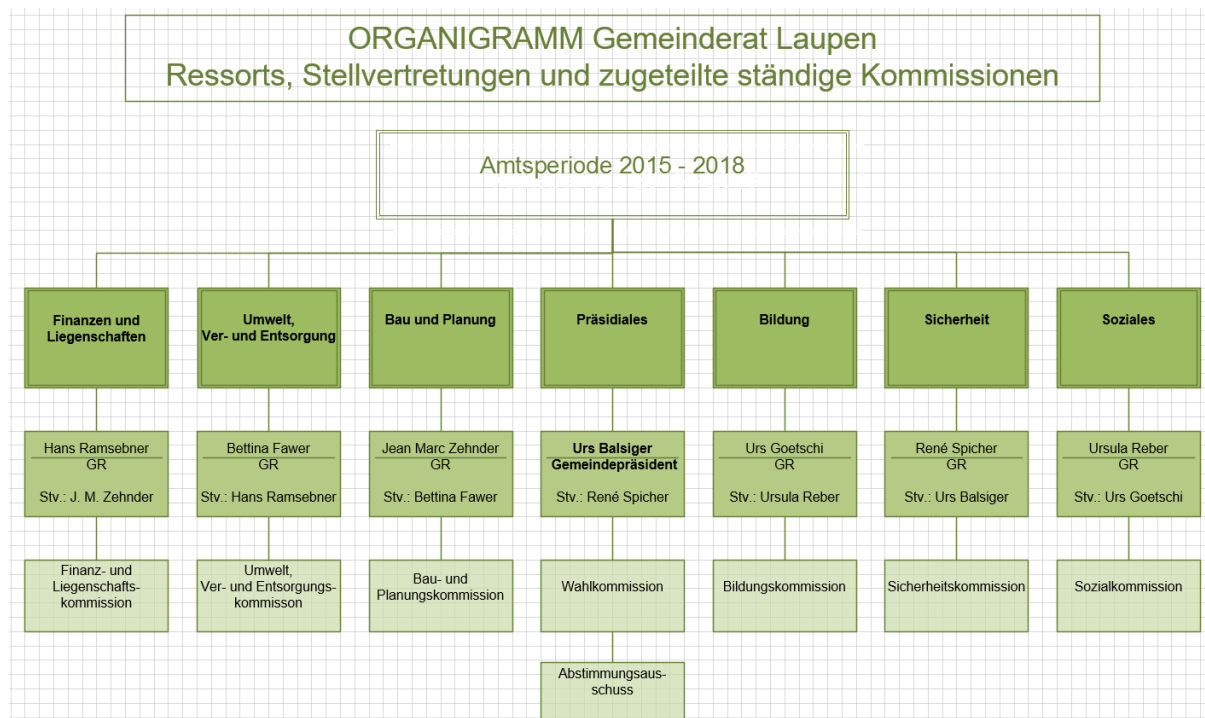 ORGANIGRAMM Gemeinderat Laupen
Ressorts, Stellvertretungen und zugeteilte ständige Kommissionen
Amtsperiode 2015 - 2018
Finanzen und
Liegenschaften
Umwelt,
Ver- und Entsorgung
Bau und Planung
Präsidiales
Bildung
Sicherheit
Soziales
Hans Ramsebner
GR
Stv.: J. M. Zehnder
Bettina Fawer
GR
Stv.: Hans Ramsebner
Jean Marc Zehnder
GR
Stv.: Bettina Fawer
Urs Balsiger
Gemeindepräsident
Stv.: René Spicher
Urs Goetschi
GR
Stv.: Ursula Reber
René Spicher
GR
Stv.: Urs Balsiger
Ursula Reber
GR
Stv.: Urs Goetschi
Finanz- und
Liegenschafts-
kommission
Umwelt,
Ver- und Entsorgungs-
kommisson
Bau- und
Planungskommission
Wahlkommission
Bildungskommission
Sicherheitskommission
Sozialkommission
Abstimmungsaus-
schuss